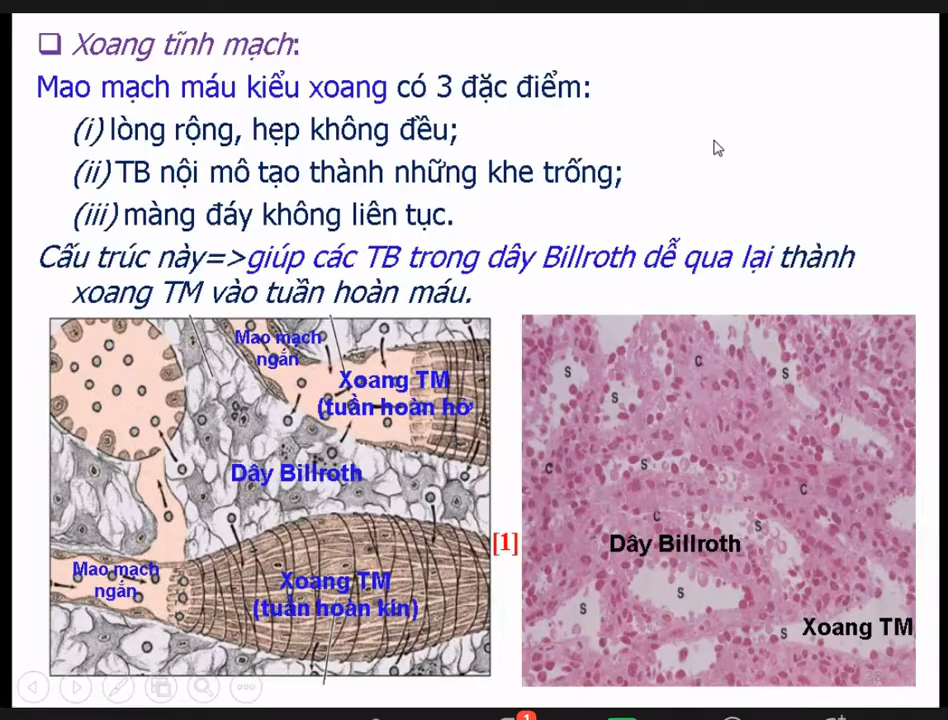 Xoang tĩnh mạch:
Mao mạch máu kiểu xoang có 3 đặc điểm:
(i) lòng rộng, hẹp không đều;
(ii) TB nội mô tạo thành những khe trống;
(iii) màng đáy không liên tục.
Cấu trúc này=>giúp các TB trong dây Billroth dễ qua lại thành
xoang TM vào tuần hoàn máu.
Mao mạch
ngắn
Xoang TM
(tuần hoàn hở
Dây Billroth
Mao mạch
ngắn
Xoang TM
(tuần hoàn kín)
[1]
S
C
S
S
C
S
C
C
S
Dây Billroth
S
S
S
Xoang TM
1